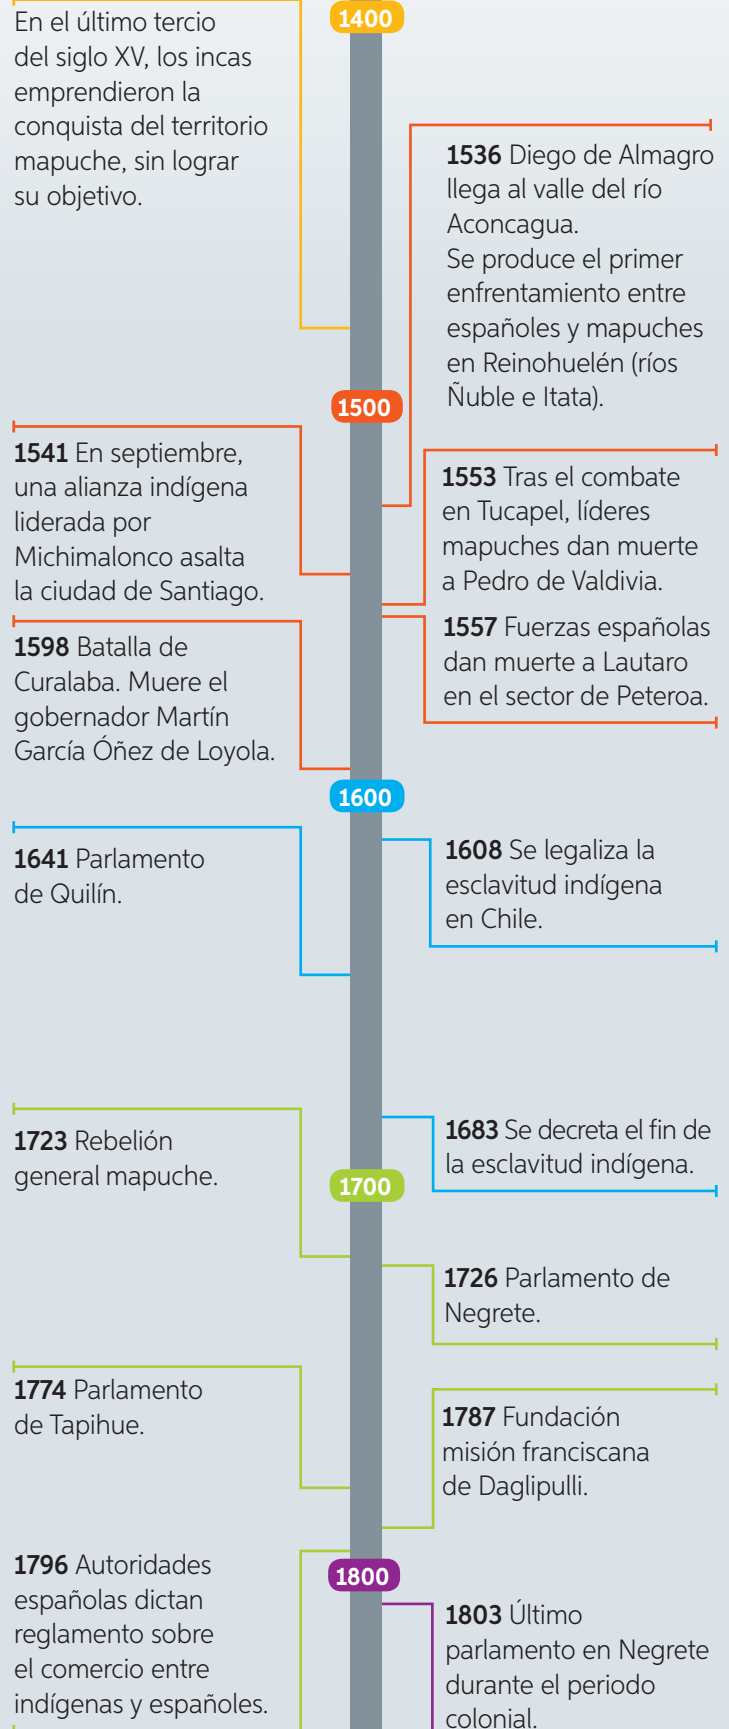 1400
En el último tercio
del siglo XV, los incas
emprendieron la
conquista del territorio
mapuche, sin lograr
su objetivo.
1536 Diego de Almagro
llega al valle del río
Aconcagua.
Se produce el primer
enfrentamiento entre
españoles y mapuches
en Reinohuelén (ríos
Ñuble e Itata).
1500
1541 En septiembre,
una alianza indígena
liderada por
Michimalonco asalta
la ciudad de Santiago.
1553 Tras el combate
en Tucapel, líderes
mapuches dan muerte
a Pedro de Valdivia.
1557 Fuerzas españolas
dan muerte a Lautaro
en el sector de Peteroa.
1598 Batalla de
Curalaba. Muere el
gobernador Martín
García Óñez de Loyola.
1600
1608 Se legaliza la
esclavitud indígena
en Chile.
1641 Parlamento
de Quilín.
1683 Se decreta el fin de
la esclavitud indígena.
1700
1723 Rebelión
general mapuche.
1726 Parlamento de
Negrete.
1774 Parlamento
de Tapihue.
1787 Fundación
misión franciscana
de Daglipulli.
1796 Autoridades
españolas dictan
reglamento sobre
el comercio entre
indígenas y españoles.
1800
1803 Último
parlamento en Negrete
durante el periodo
colonial.